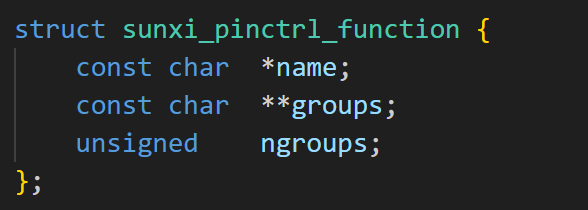 struct sunxi_pinctrl_function {
    const char  *name;
    const char  **groups;
    unsigned    ngroups;
};